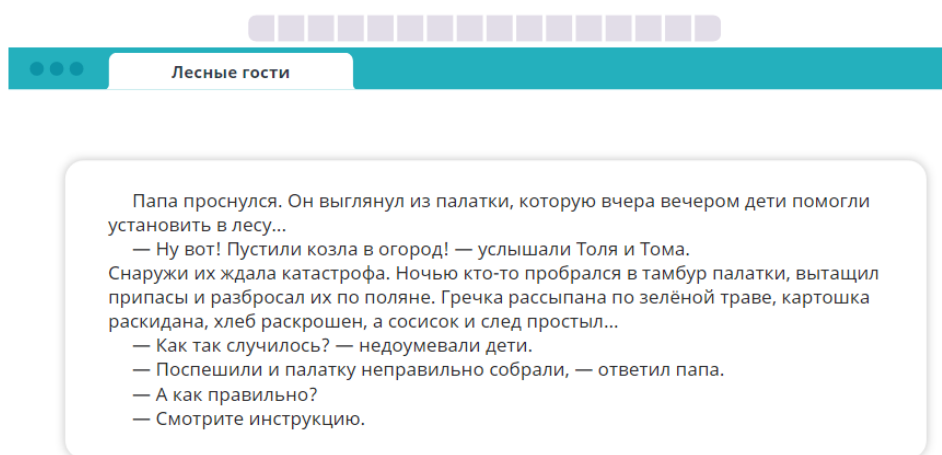 Лесные гости
Папа проснулся. Он выглянул из палатки, которую вчера вечером дети помогли
установить в лесу...
— Ну вот! Пустили козла в огород! — услышали Толя и Тома.
Снаружи их ждала катастрофа. Ночью кто-то пробрался в тамбур палатки, вытащил
припасы и разбросал их по поляне. Гречка рассыпана по зелёной траве, картошка
раскидана, хлеб раскрошен, а сосисок и след простыл...
— Как так случилось? — недоумевали дети.
— Поспешили и палатку неправильно собрали, — ответил папа.
— А как правильно?
— Смотрите инструкцию.